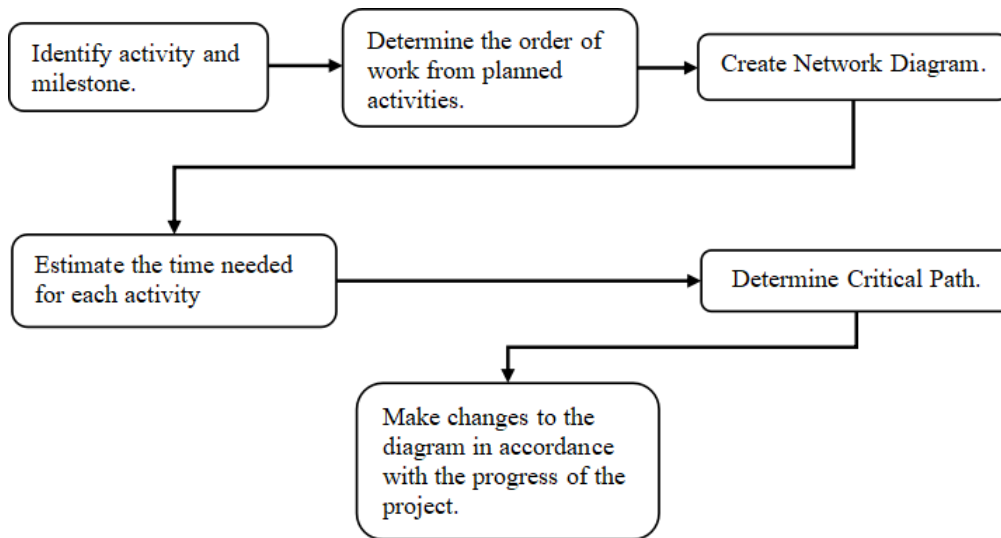 Identify activity and
milestone.
Determine the order of
work from planned
activities.
Create Network Diagram.
Estimate the time needed
for each activity
Determine Critical Path.
Make changes to the
diagram in accordance
with the progress of the
project.